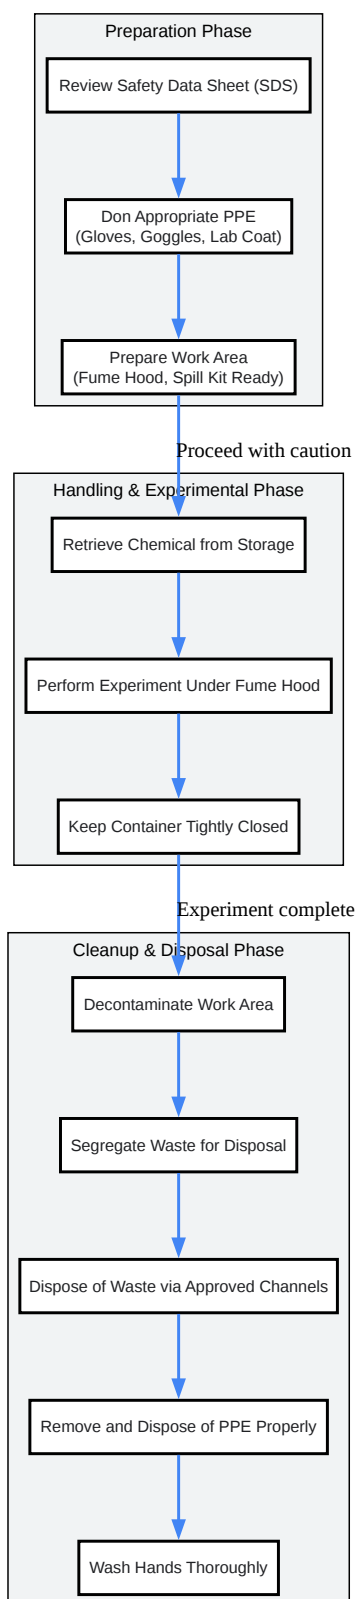 Preparation Phase
Review Safety Data Sheet (SDS)
Don Appropriate PPE
(Gloves, Goggles, Lab Coat)
Prepare Work Area
(Fume Hood, Spill Kit Ready)
Proceed with caution
Handling & Experimental Phase
Retrieve Chemical from Storage
Perform Experiment Under Fume Hood
Keep Container Tightly Closed
Experiment complete
Cleanup & Disposal Phase
Decontaminate Work Area
Segregate Waste for Disposal
Dispose of Waste via Approved Channels
Remove and Dispose of PPE Properly
Wash Hands Thoroughly